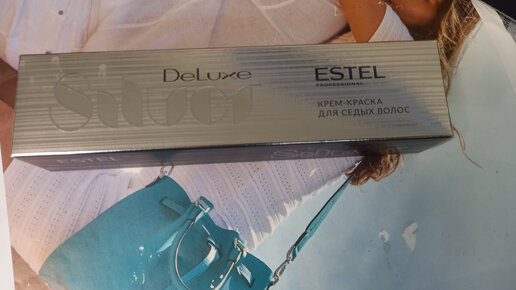 DeLuxe
Silver
ESTEL
PROFESSIONAL
КРЕМ-КРАСКА
ДЛЯ СЕДЫХ ВОЛОС
ESTEL